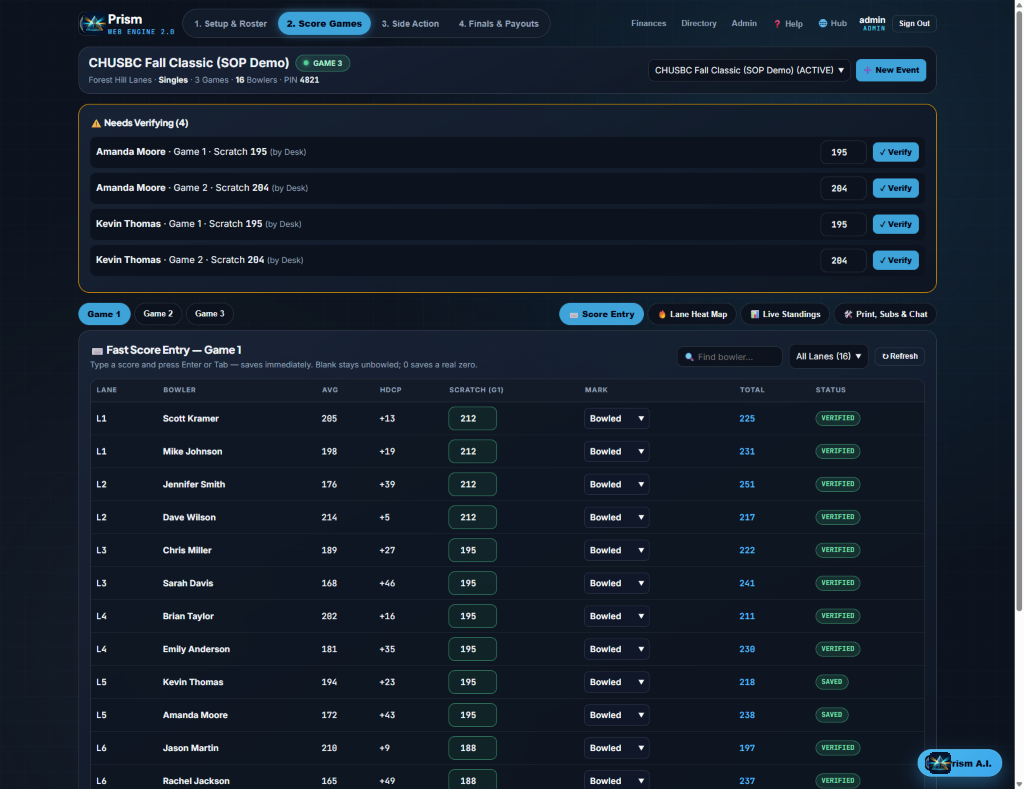 Prism
WEB ENGINE 2.0
1. Setup & Roster
2. Score Games
3. Side Action
4. Finals & Payouts
Finances
Directory
Admin
❓ Help
🌐 Hub
admin
ADMIN
Sign Out
CHUSBC Fall Classic (SOP Demo)
GAME 3
Forest Hill Lanes · Singles · 3 Games · 16 Bowlers · PIN 4821
CHUSBC Fall Classic (SOP Demo) (ACTIVE) ▼
➕ New Event
⚠️ Needs Verifying (4)
Amanda Moore · Game 1 · Scratch 195 (by Desk) 195 ✓ Verify
Amanda Moore · Game 2 · Scratch 204 (by Desk) 204 ✓ Verify
Kevin Thomas · Game 1 · Scratch 195 (by Desk) 195 ✓ Verify
Kevin Thomas · Game 2 · Scratch 204 (by Desk) 204 ✓ Verify
Game 1
Game 2
Game 3
⌨️ Score Entry
🔥 Lane Heat Map
📊 Live Standings
🛠️ Print, Subs & Chat
⌨️ Fast Score Entry — Game 1
Type a score and press Enter or Tab — saves immediately. Blank stays unbowled; 0 saves a real zero.
🔍 Find bowler...
All Lanes (16) ▼
↻ Refresh
LANE BOWLER AVG HDCP SCRATCH (G1) MARK TOTAL STATUS
L1 Scott Kramer 205 +13 212 Bowled ▼ 225 VERIFIED
L1 Mike Johnson 198 +19 212 Bowled ▼ 231 VERIFIED
L2 Jennifer Smith 176 +39 212 Bowled ▼ 251 VERIFIED
L2 Dave Wilson 214 +5 212 Bowled ▼ 217 VERIFIED
L3 Chris Miller 189 +27 195 Bowled ▼ 222 VERIFIED
L3 Sarah Davis 168 +46 195 Bowled ▼ 241 VERIFIED
L4 Brian Taylor 202 +16 195 Bowled ▼ 211 VERIFIED
L4 Emily Anderson 181 +35 195 Bowled ▼ 230 VERIFIED
L5 Kevin Thomas 194 +23 195 Bowled ▼ 218 SAVED
L5 Amanda Moore 172 +43 195 Bowled ▼ 238 SAVED
L6 Jason Martin 210 +9 188 Bowled ▼ 197 VERIFIED
L6 Rachel Jackson 165 +49 188 Bowled ▼ 237 VERIFIED
rism A.I.